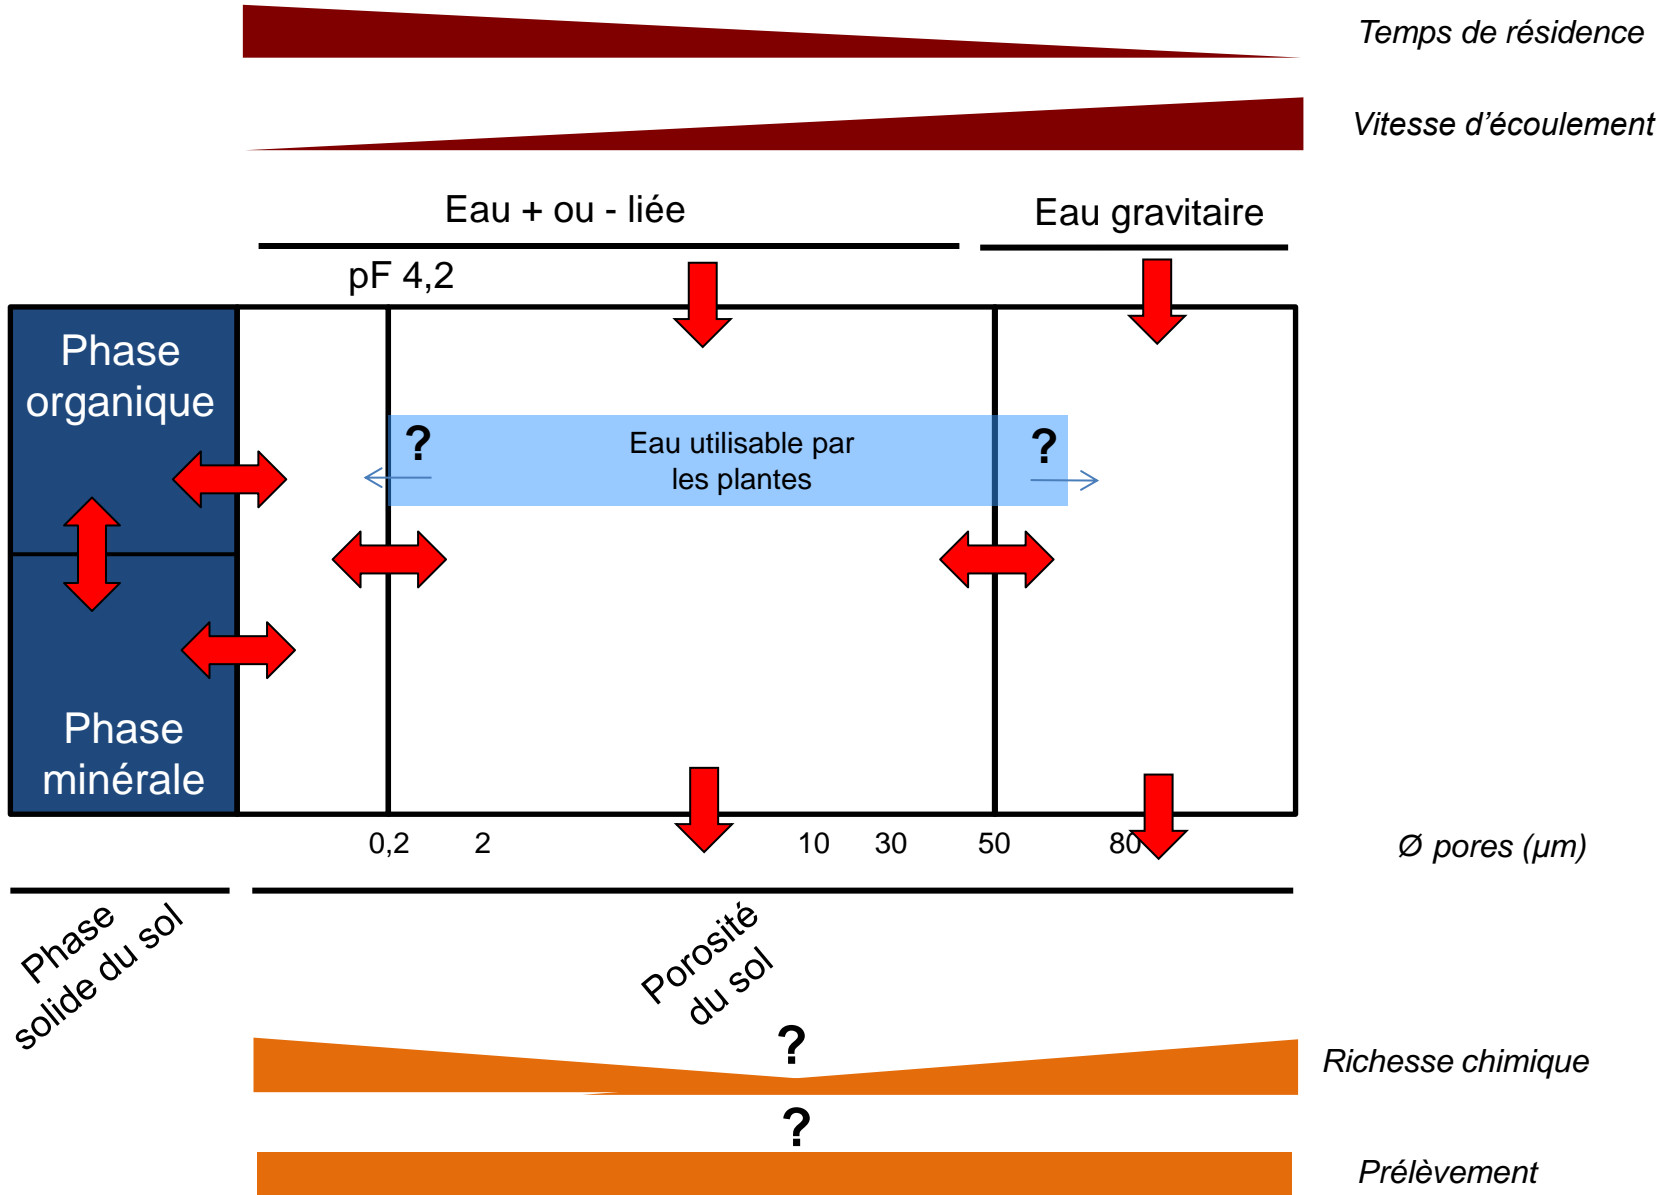 Temps de résidence
Vitesse d'écoulement
Eau + ou - liée
Eau gravitaire
pF 4,2
Phase
organique
? Eau utilisable par ?
les plantes
Phase
minérale
0,2 2 10 30 50 80 Ø pores (µm)
Phase
solide du sol
Porosité
du sol
?
Richesse chimique
?
Prélèvement